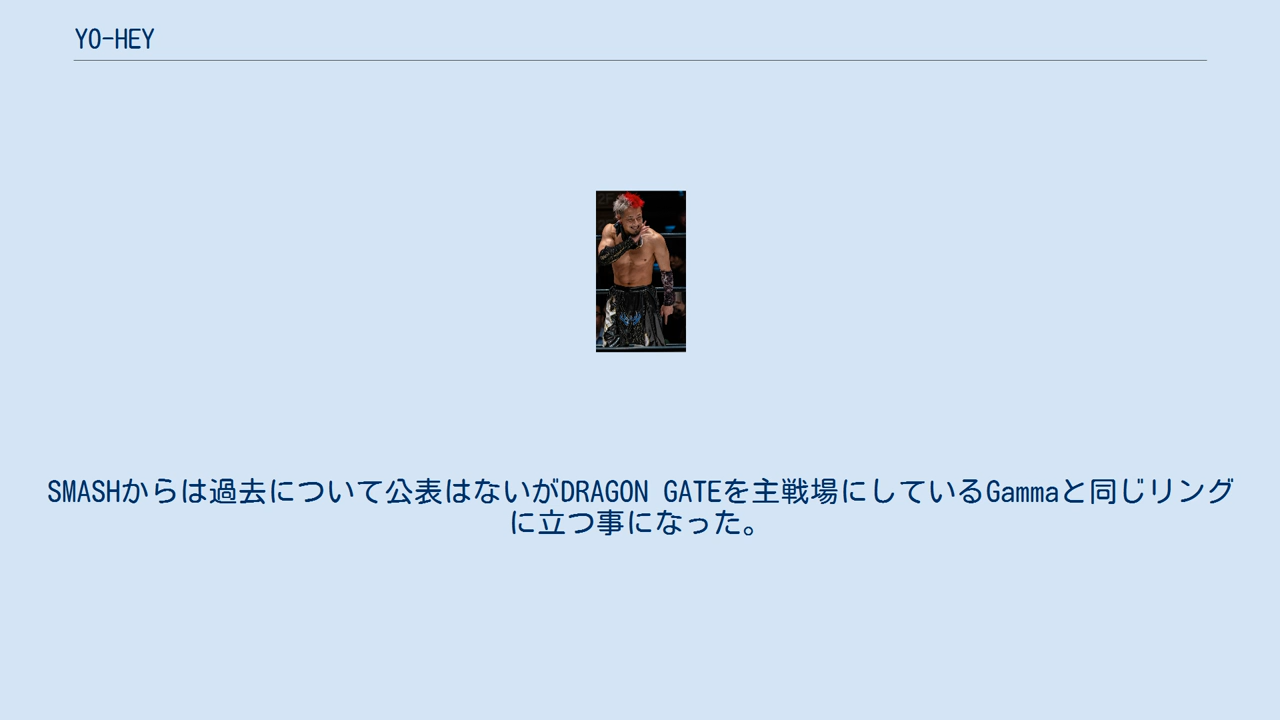 YO-HEY
SMASHからは過去について公表はないがDRAGON GATEを主戦場にしているGammaと同じリング
に立つ事になった。